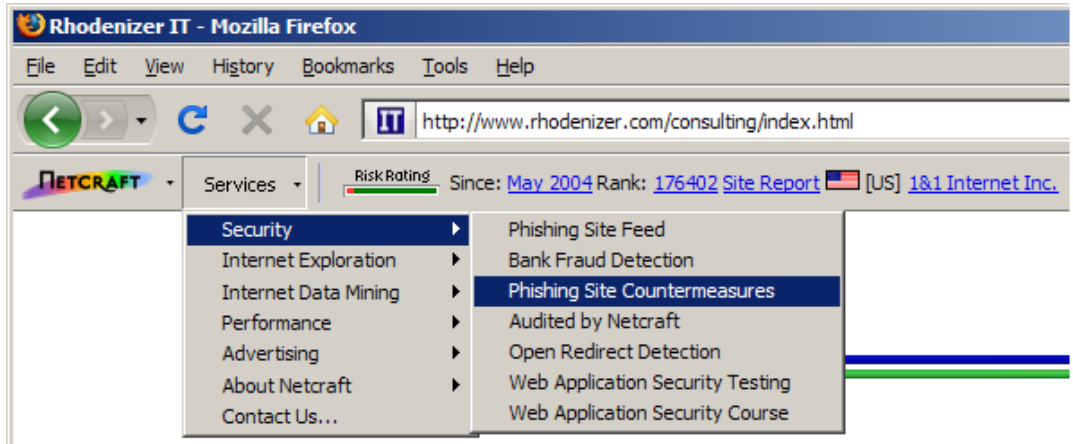 Rhodenizer IT - Mozilla Firefox
File Edit View History Bookmarks Tools Help
IT http://www.rhodenizer.com/consulting/index.html
NETCRAFT Services Risk Rating Since: May 2004 Rank: 176402 Site Report [US] 1&1 Internet Inc.
Security
Internet Exploration
Internet Data Mining
Performance
Advertising
About Netcraft
Contact Us...
Phishing Site Feed
Bank Fraud Detection
Phishing Site Countermeasures
Audited by Netcraft
Open Redirect Detection
Web Application Security Testing
Web Application Security Course